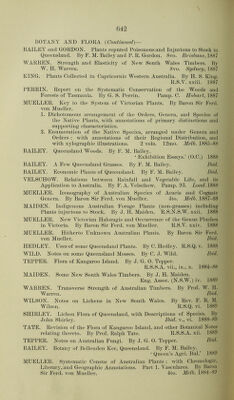 642
BOTANY AND FLORA (Continued)—
BAILEY and GORDON. Plants reputed Poisonous and Injurious to Stock in
Queensland. By F. M. Bailey and P. R. Gordon. 8vo. Brisbane, 1887
WARREN. Strength and Elasticity of New South Wales Timbers. By
W. H. Warren. 8vo. Sydney, 1887
KING. Plants Collected in Capricornic Western Australia. By H. S. King.
R.S.V. xxiii. 1887
PERRIN. Report on the Systematic Conservation of the Woods and
Forests of Tasmania. By G. S. Perrin. Pamp. C. Hobart, 1887
MUELLER. Key to the System of Victorian Plants. By Baron Sir Ferd.
von Mueller.
1. Dichotomous arrangement of the Orders, Genera, and Species of
the Native Plants, with annotations of primary distinctions and
supporting characteristics.
2. Enumeration of the Native Species, arranged under Genera and
Orders: with annotations of their Regional Distribution, and
with xylographic illustrations. 2 vols. 12mo. Melb. 1885-88
BAILEY. Queensland Woods. By F. M. Bailey.
'Exhibition Essays.' (O.C.) 1888
BAILEY. A Few Queensland Grasses. By F. M. Bailey. Ibid.
BAILEY. Economic Plants of Queensland. By F. M. Bailey. Ibid.
VELSCHOW. Relations between Rainfall and Vegetable Life, and its
Application to Australia. By F. A. Velschow. Pamp. 7G. Lond. 1888
MUELLER. Iconography of Australian Species of Acacia and Cognate
Genera. By Baron Sir Ferd. von Mueller. 4to. Melb. 1887-88
MAIDEN. Indigenous Australian Forage Plants (non-grasses) including
Plants injurious to Stock. By J. H. Maiden. R.S.N.S.W. xxii. 1888
MUELLER. New Victorian Habitats and Occurrence of the Genus Pluchea
in Victoria. By Baron Sir Ferd. von Mueller. R.S.V. xxiv. 1888
MUELLER. Hitherto Unknown Australian Plants. By Baron Sir Ferd.
von Mueller. Ibid.
HEDLEY. Uses of some Queensland Plants. By C. Hedley. R.S.Q. v. 1888
WILD. Notes on some Queensland Mosses. By C. J. Wild. Ibid.
TEPPER. Flora of Kangaroo Island. By J. G. O. Tepper.
R.S.S.A. vii., ix., x. 1884-88
MAIDEN. Some New South Wales Timbers. By J. H. Maiden.
Eng. Assoc. (N.S.W.) iv. 1889
WARREN. Transverse Strength of Australian Timbers. By Prof. W. H.
Warren. Ibid.
WILSON. Notes on Lichens in New South Wales. By Rev. F. R. M.
Wilson. R.S.Q. vi. 1889
SHIRLEY. Lichen Flora of Queensland, with Descriptions of Species. By
John Shirley. Ibid. v., vi. 1888-89
TATE. Revision of the Flora of Kangaroo Island, and other Botanical Notes
relating thereto. By Prof. Ralph Tate. R.S.S.A. xii. 1889
TEPPER. Notes on Australian Fungi. By J. G. O. Tepper. Ibid.
BAILEY. Botany of Bellenden Ker, Queensland. By F. M. Bailey.
'Queen's Agri. Bul.' 1889
MUELLER. Systematic Census of Australian Plants: with Chronologic,
Literary, and Geographic Annotations. Part 1. Vasculares. By Baron
Sir Ferd. von Mueller. 4to. Melb. 1884-89